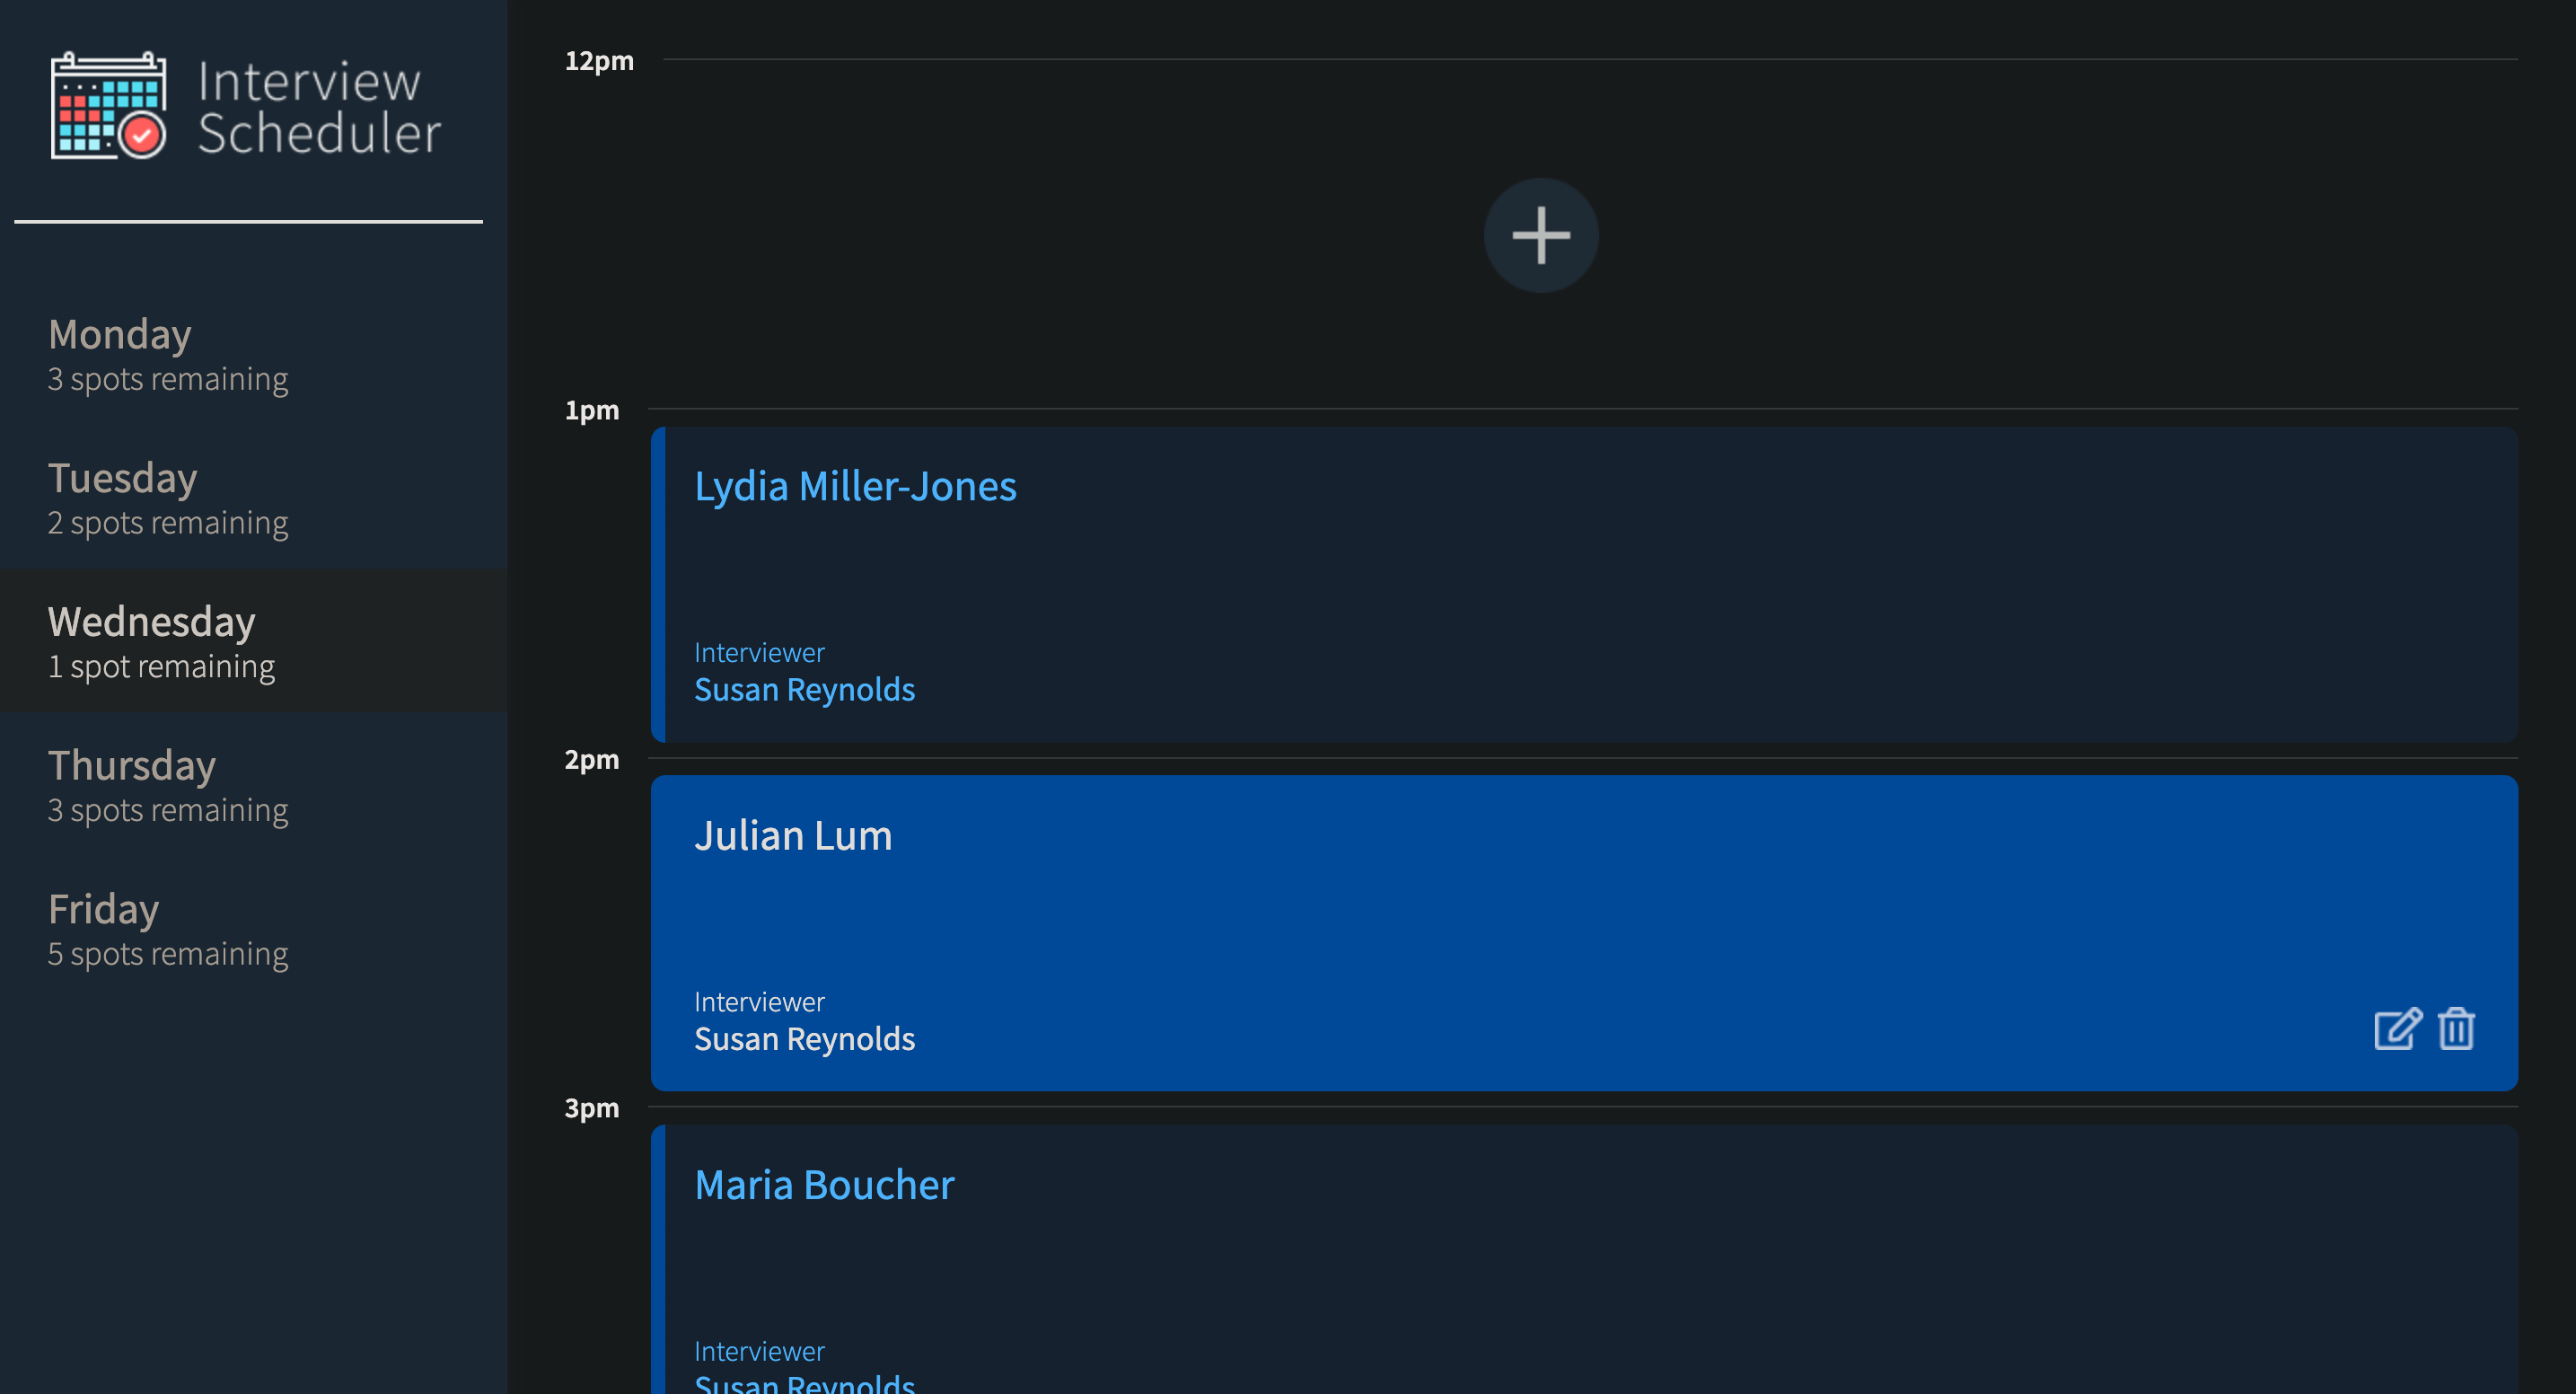 Interview
Scheduler
Monday
3 spots remaining
Tuesday
2 spots remaining
Wednesday
1 spot remaining
Thursday
3 spots remaining
Friday
5 spots remaining
12pm
1pm
Lydia Miller-Jones
Interviewer
Susan Reynolds
2pm
Julian Lum
Interviewer
Susan Reynolds
3pm
Maria Boucher
Interviewer
Susan Reynolds